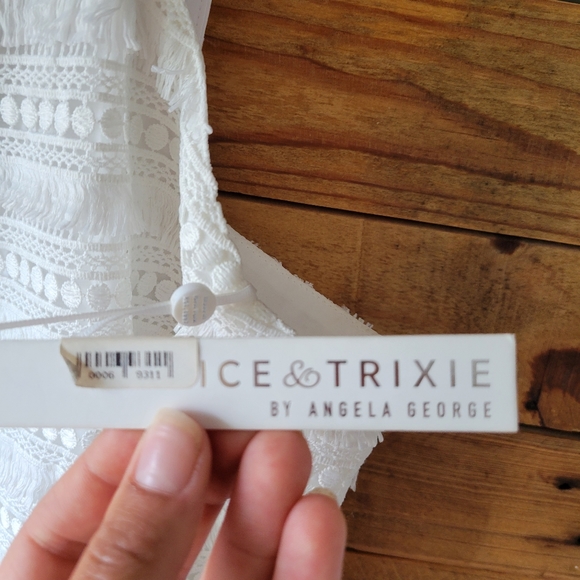 ICE & TRIXIE
BY ANGELA GEORGE
0006 9311